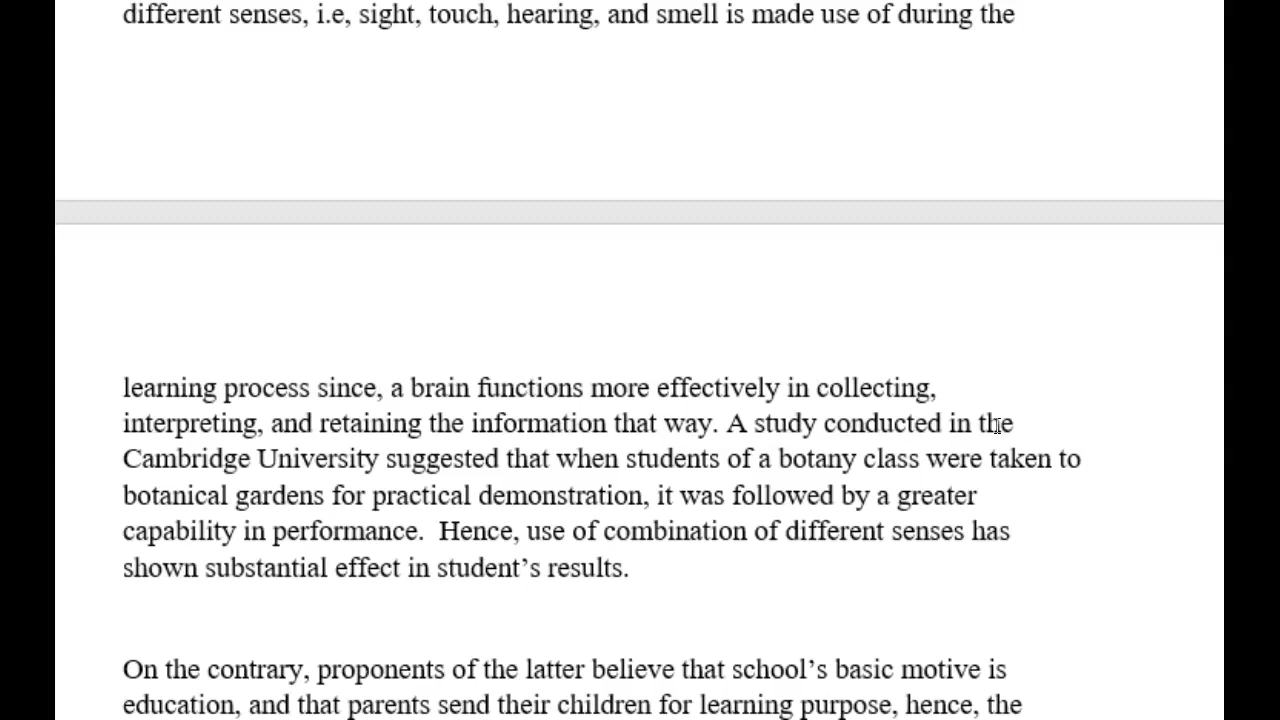 different senses, i.e, sight, touch, hearing, and smell is made use of during the
learning process since, a brain functions more effectively in collecting,
interpreting, and retaining the information that way. A study conducted in the
Cambridge University suggested that when students of a botany class were taken to
botanical gardens for practical demonstration, it was followed by a greater
capability in performance.  Hence, use of combination of different senses has
shown substantial effect in student’s results.
On the contrary, proponents of the latter believe that school’s basic motive is
education, and that parents send their children for learning purpose, hence, the